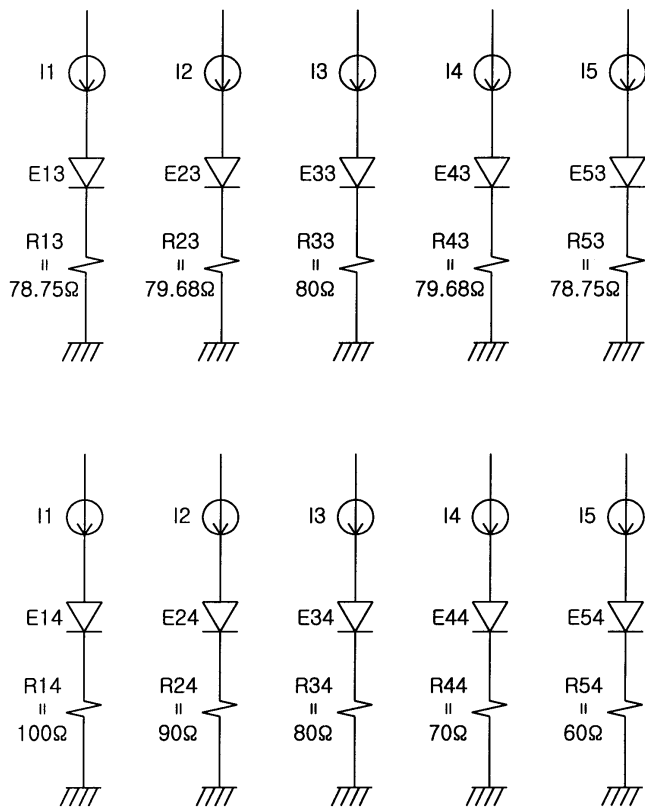 I1 I2 I3 I4 I5
E13 E23 E33 E43 E53
R13 R23 R33 R43 R53
= = = = =
78.75Ω 79.68Ω 80Ω 79.68Ω 78.75Ω
I1 I2 I3 I4 I5
E14 E24 E34 E44 E54
R14 R24 R34 R44 R54
= = = = =
100Ω 90Ω 80Ω 70Ω 60Ω